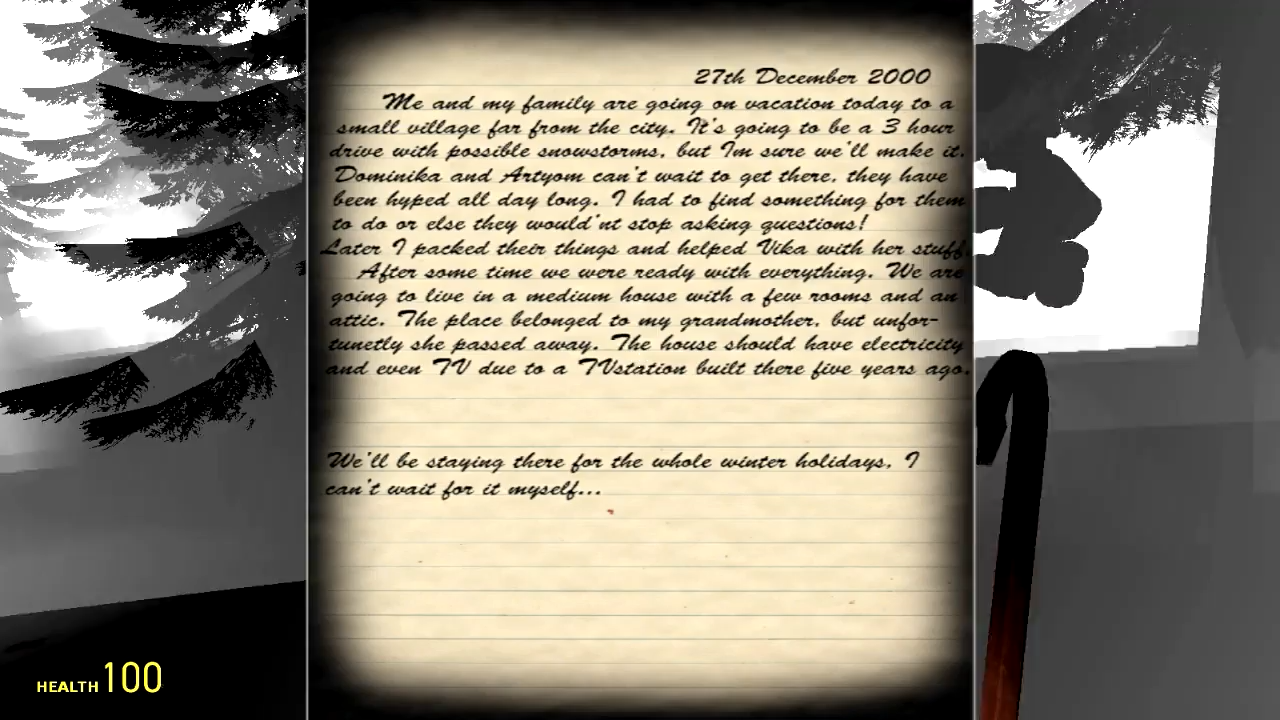 27th December 2000
Me and my family are going on vacation today to a
small village far from the city. It's going to be a 3 hour
drive with possible snowstorms, but Im sure we'll make it.
Dominika and Artyom can't wait to get there, they have
been hyped all day long. I had to find something for them
to do or else they would'nt stop asking questions!
Later I packed their things and helped Vika with her stuff.
After some time we were ready with everything. We are
going to live in a medium house with a few rooms and an
attic. The place belonged to my grandmother, but unfor-
tunetly she passed away. The house should have electricity
and even TV due to a TVstation built there five years ago.
We'll be staying there for the whole winter holidays, I
can't wait for it myself...
HEALTH 100